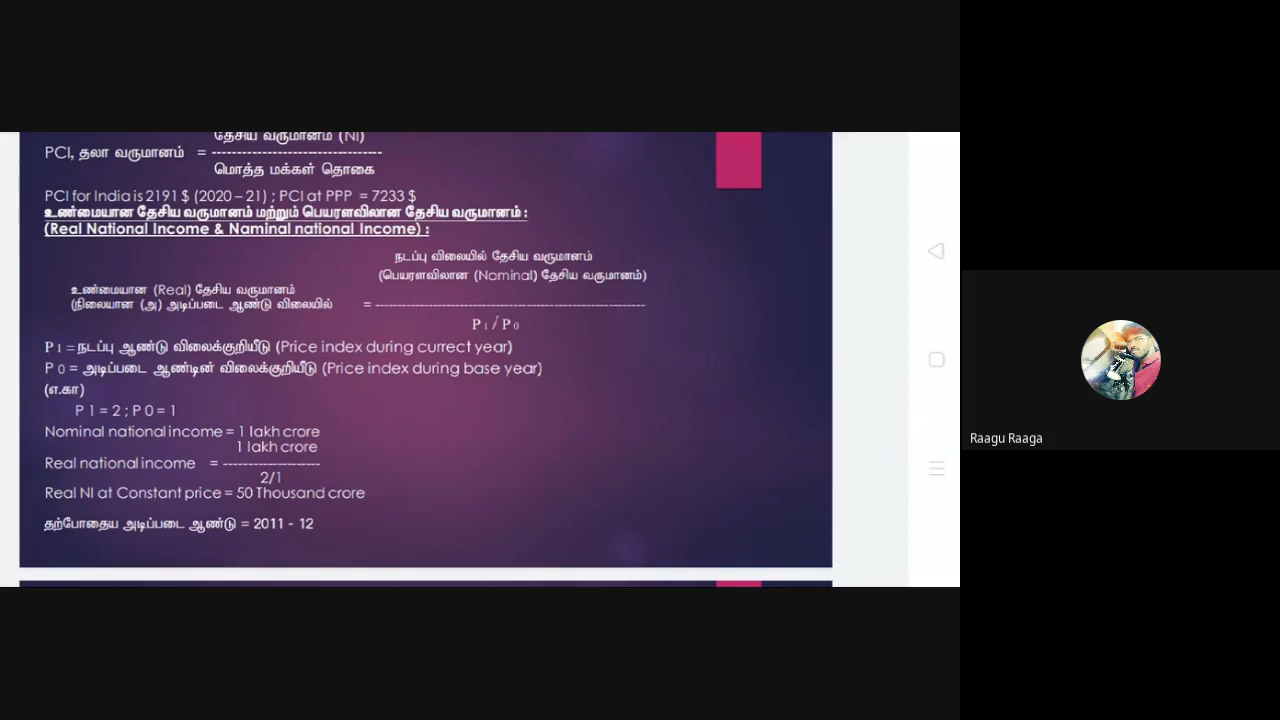 தேசிய வருமானம் (NI)
PCI, தலா வருமானம் = --------------------------------
மொத்த மக்கள் தொகை
PCI for India is 2191 $ (2020 – 21) ; PCI at PPP = 7233 $
உண்மையான தேசிய வருமானம் மற்றும் பெயரளவிலான தேசிய வருமானம் :
(Real National Income & Naminal national Income) :
நடப்பு விலையில் தேசிய வருமானம்
(பெயரளவிலான (Nominal) தேசிய வருமானம்)
உண்மையான (Real) தேசிய வருமானம்
(நிலையான (அ) அடிப்படை ஆண்டு விலையில் = ------------------------------------------------------------
P1 / P0
P1 = நடப்பு ஆண்டு விலைக்குறியீடு (Price index during currect year)
P 0 = அடிப்படை ஆண்டின் விலைக்குறியீடு (Price index during base year)
(எ.கா)
P 1 = 2 ; P 0 = 1
Nominal national income = 1 lakh crore
1 lakh crore
Real national income = ---------------------
2/1
Real NI at Constant price = 50 Thousand crore
தற்போதைய அடிப்படை ஆண்டு = 2011 - 12
Raagu Raaga